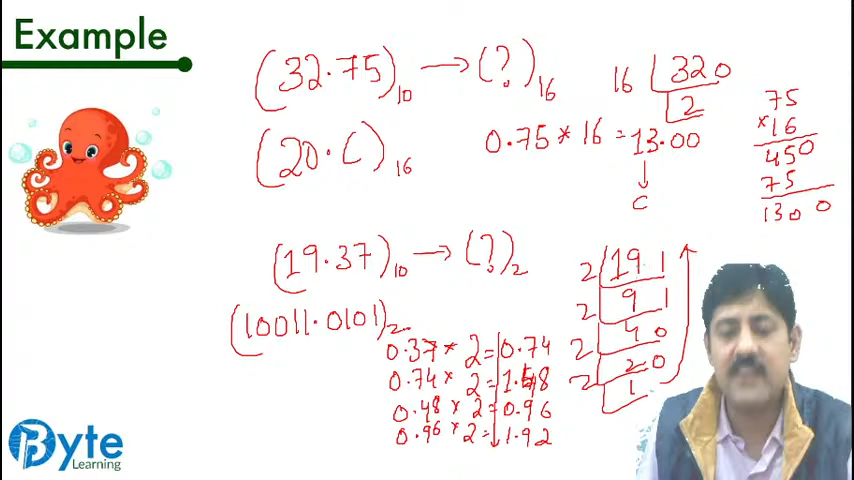 Example
(32.75)10 → (?)16
16 | 32 0
2
0.75 * 16 = 13.00
↓
C
75
×16
450
75
1300
(20.C)16
(19.37)10 → (?)2
2 | 19 1
2 | 9 1
2 | 4 0
2 | 2 0
1
(10011.0101)2
0.37 × 2 = 0.74
0.74 × 2 = 1.48
0.48 × 2 = 0.96
0.96 × 2 = 1.92
Byte
Learning